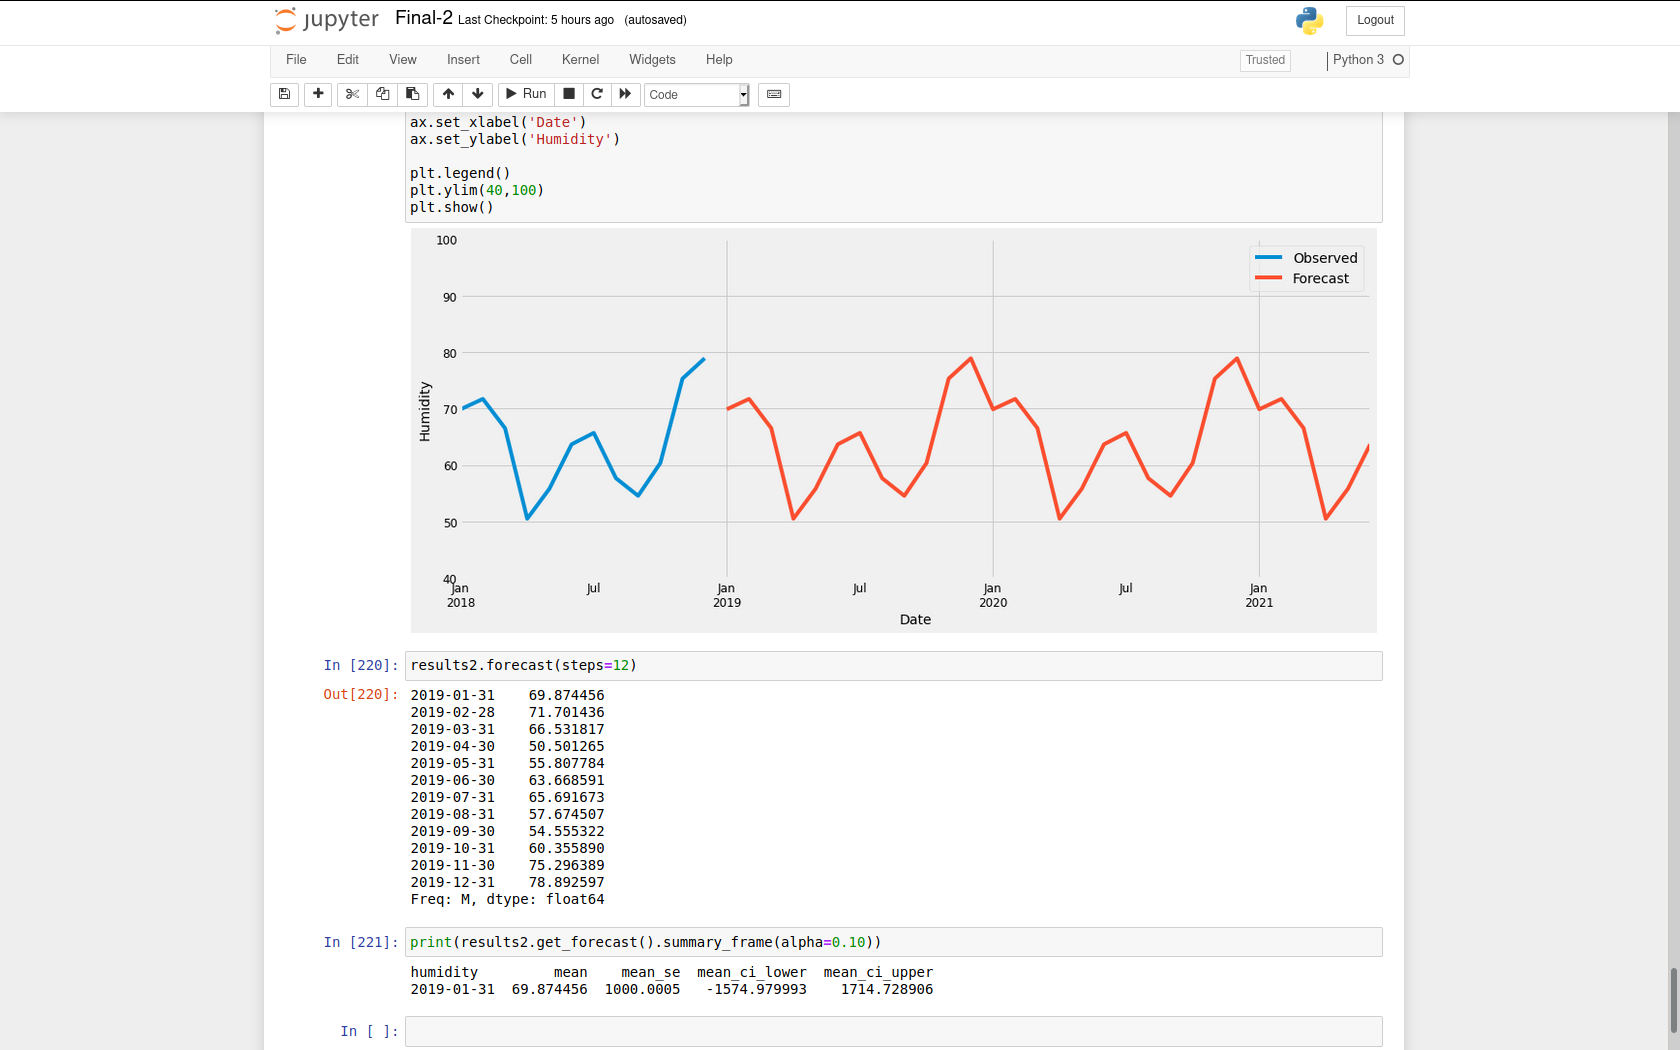 jupyter Final-2 Last Checkpoint: 5 hours ago (autosaved) Logout
File Edit View Insert Cell Kernel Widgets Help Trusted Python 3
Run Code
ax.set_xlabel('Date')
ax.set_ylabel('Humidity')
plt.legend()
plt.ylim(40,100)
plt.show()
100
90
80
70
60
50
40
Humidity
Observed
Forecast
Jan Jul Jan Jul Jan Jul Jan
2018 2019 2020 2021
Date
In [220]: results2.forecast(steps=12)
Out[220]: 2019-01-31 69.874456
2019-02-28 71.701436
2019-03-31 66.531817
2019-04-30 50.501265
2019-05-31 55.807784
2019-06-30 63.668591
2019-07-31 65.691673
2019-08-31 57.674507
2019-09-30 54.555322
2019-10-31 60.355890
2019-11-30 75.296389
2019-12-31 78.892597
Freq: M, dtype: float64
In [221]: print(results2.get_forecast().summary_frame(alpha=0.10))
humidity mean mean_se mean_ci_lower mean_ci_upper
2019-01-31 69.874456 1000.0005 -1574.979993 1714.728906
In [ ]: